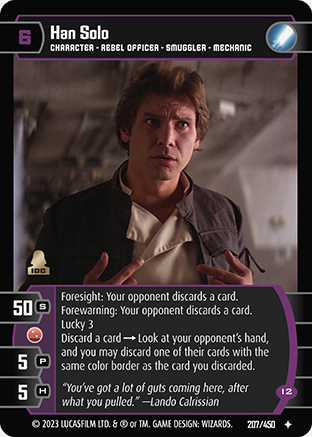 6
Han Solo
CHARACTER - REBEL OFFICER - SMUGGLER - MECHANIC
IDC
50 S
5 P
5 H
Foresight: Your opponent discards a card.
Forewarning: Your opponent discards a card.
Lucky 3
Discard a card → Look at your opponent's hand,
and you may discard one of their cards with the
same color border as the card you discarded.
"You've got a lot of guts coming here, after
what you pulled." —Lando Calrissian
12
© 2023 LUCASFILM LTD. & ® or TM. GAME DESIGN: WIZARDS.
207/450